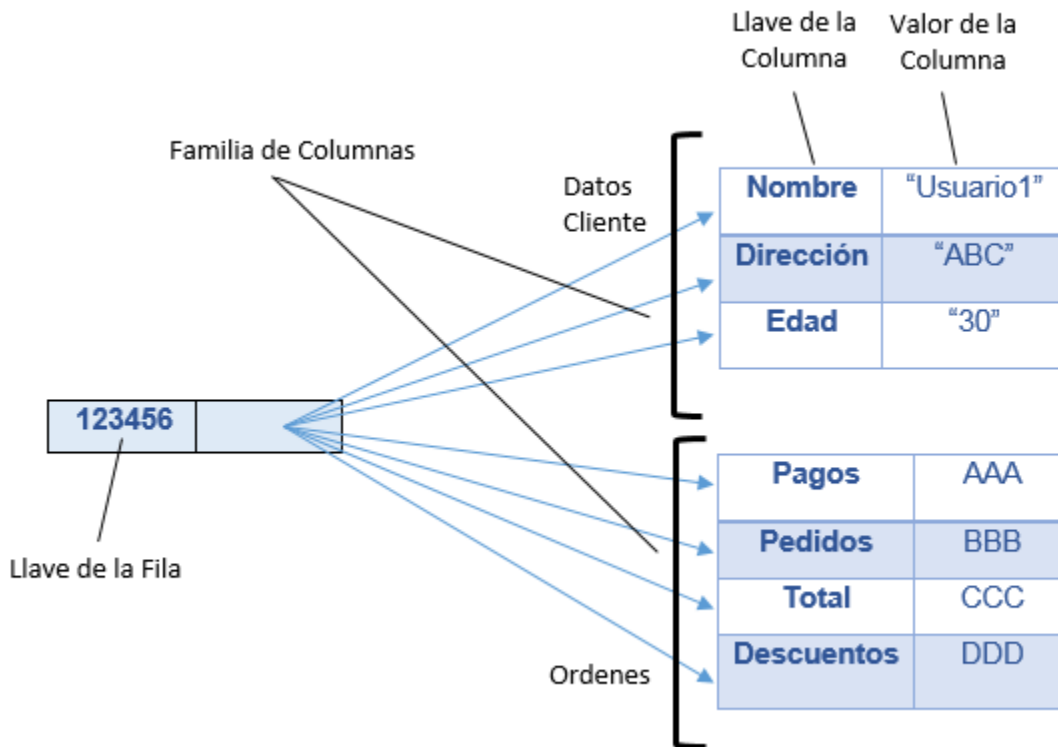 Llave de la
Columna
Valor de la
Columna
Familia de Columnas
Datos
Cliente
Nombre “Usuario1”
Dirección “ABC”
Edad “30”
123456
Llave de la Fila
Pagos AAA
Pedidos BBB
Total CCC
Descuentos DDD
Ordenes